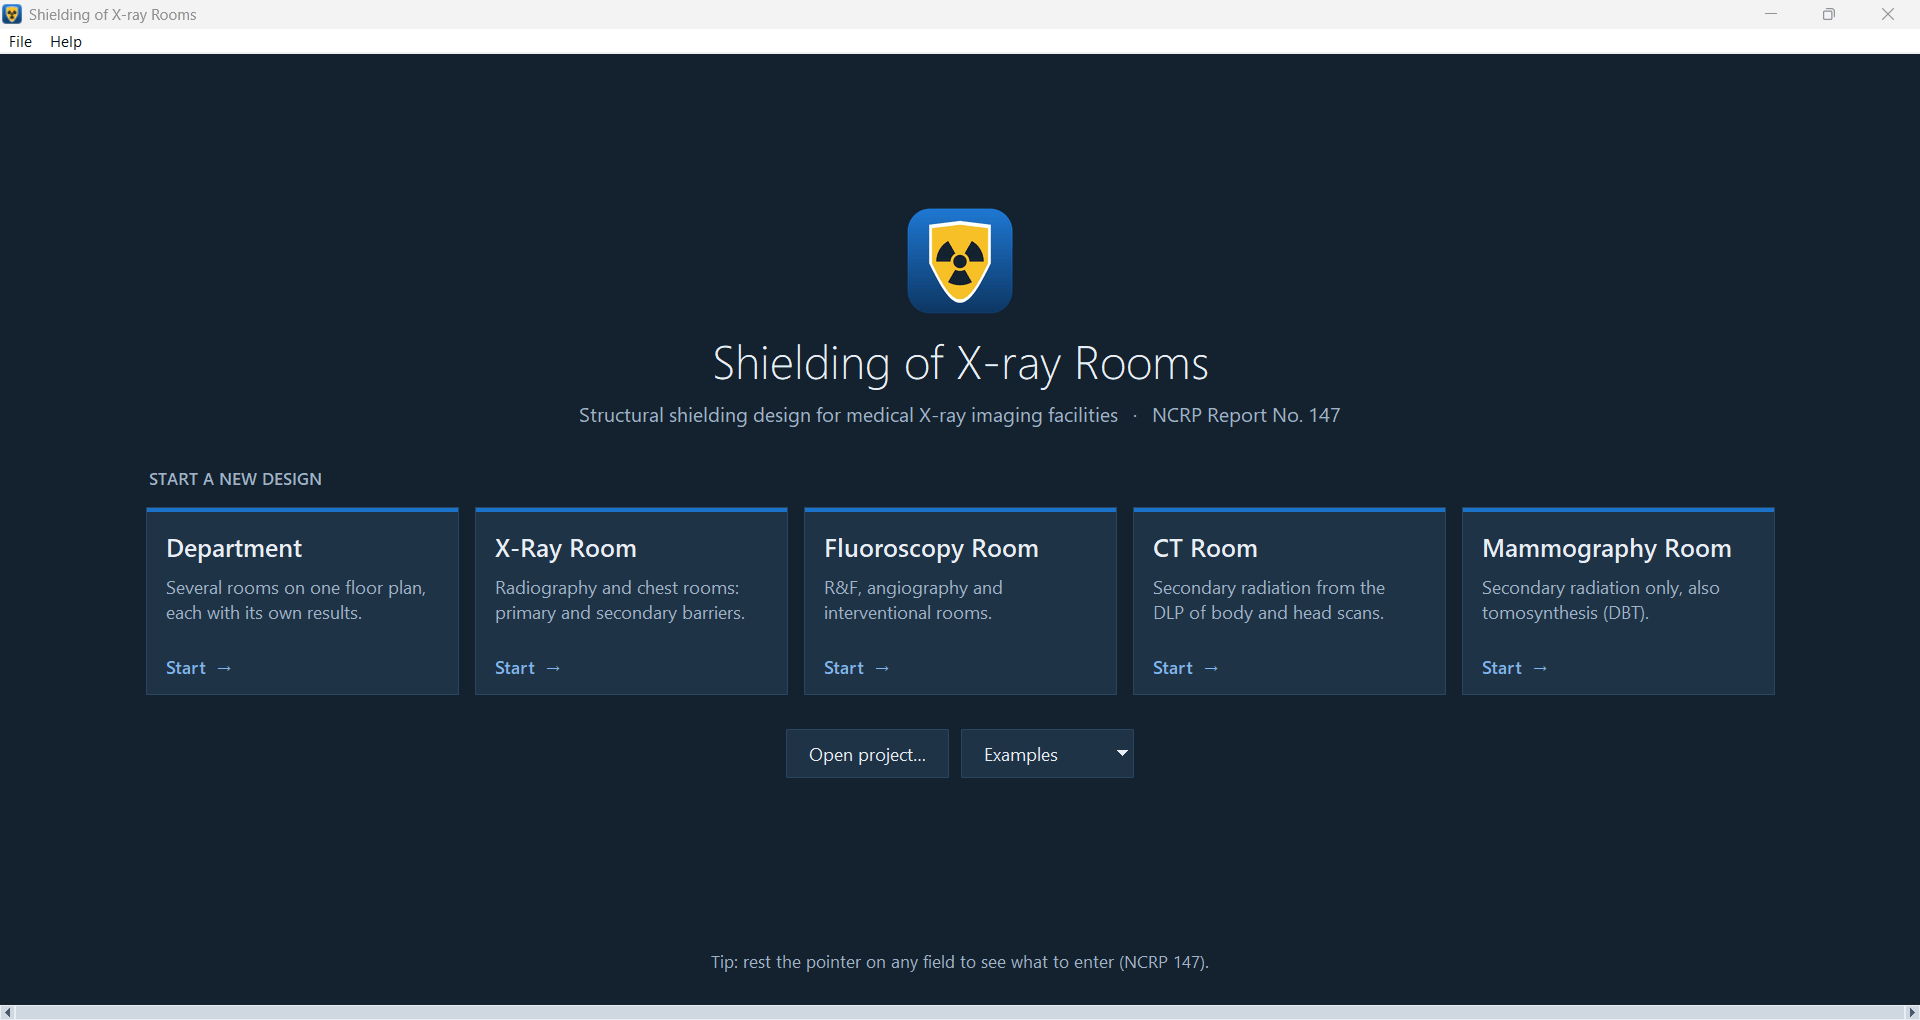 Shielding of X-ray Rooms
File Help
Shielding of X-ray Rooms
Structural shielding design for medical X-ray imaging facilities · NCRP Report No. 147
START A NEW DESIGN
Department
Several rooms on one floor plan,
each with its own results.
Start →
X-Ray Room
Radiography and chest rooms:
primary and secondary barriers.
Start →
Fluoroscopy Room
R&F, angiography and
interventional rooms.
Start →
CT Room
Secondary radiation from the
DLP of body and head scans.
Start →
Mammography Room
Secondary radiation only, also
tomosynthesis (DBT).
Start →
Open project...
Examples
Tip: rest the pointer on any field to see what to enter (NCRP 147).